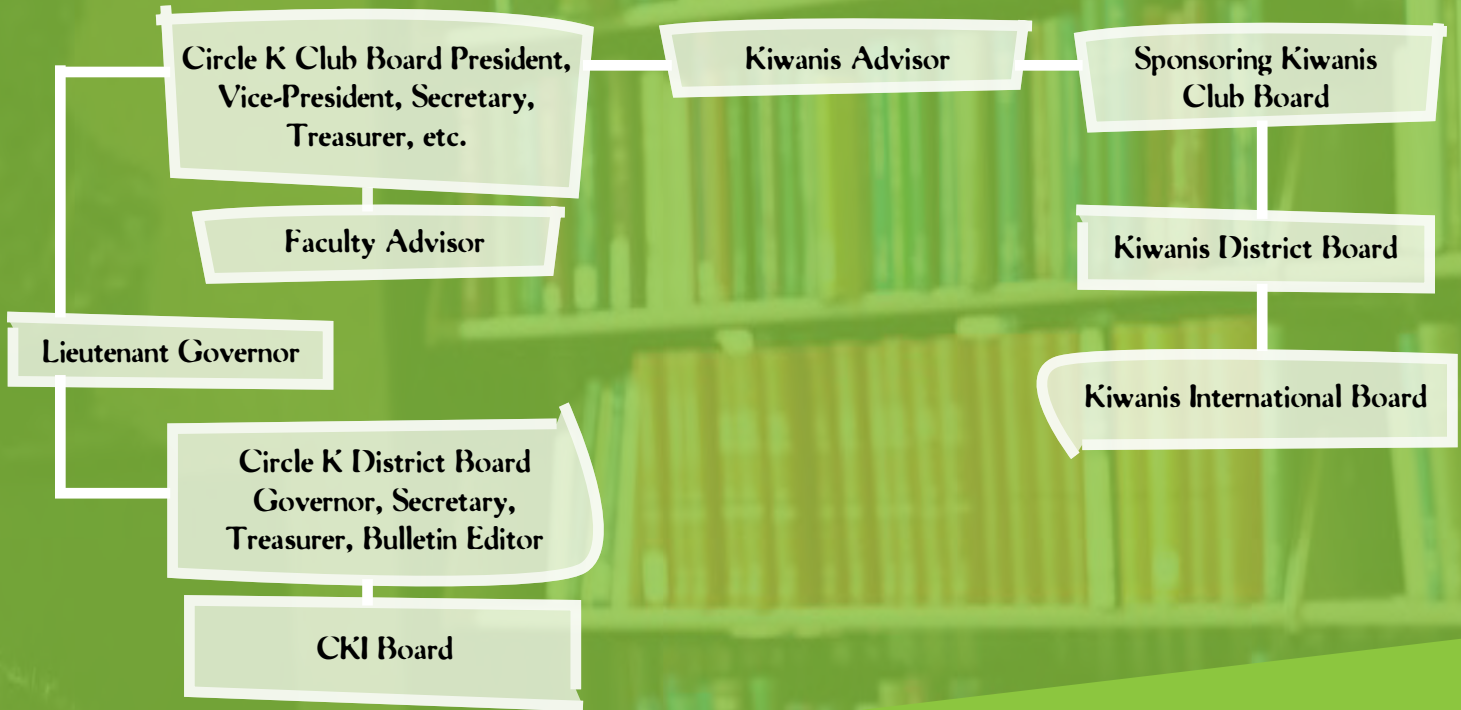 Circle K Club Board President,
Vice-President, Secretary,
Treasurer, etc.
Kiwanis Advisor
Sponsoring Kiwanis
Club Board
Faculty Advisor
Kiwanis District Board
Lieutenant Governor
Kiwanis International Board
Circle K District Board
Governor, Secretary,
Treasurer, Bulletin Editor
CKI Board